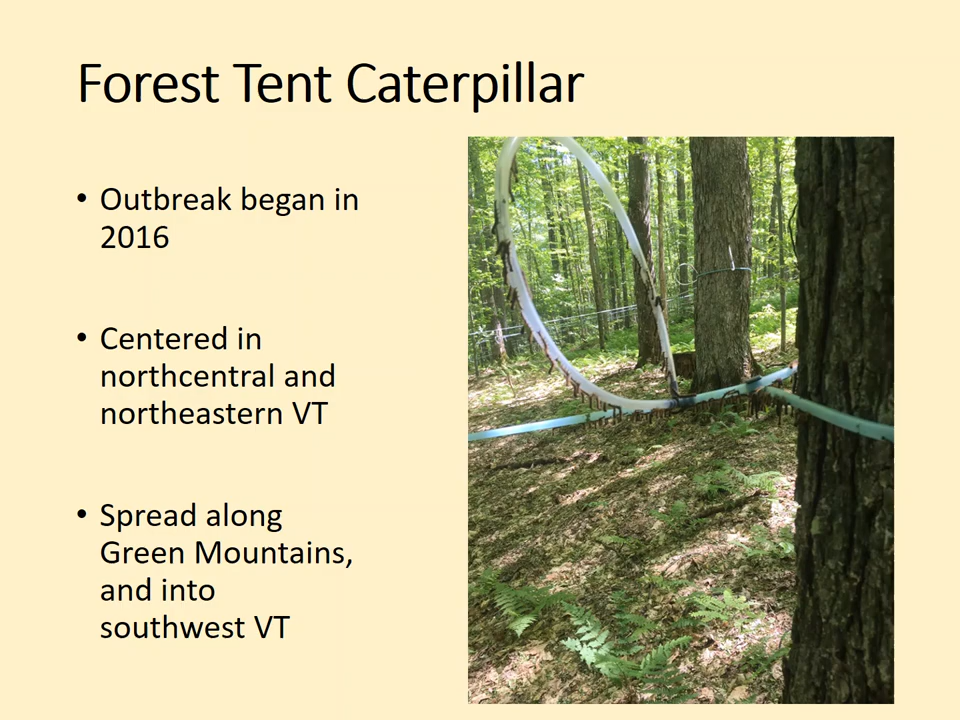 Forest Tent Caterpillar
• Outbreak began in
2016
• Centered in
northcentral and
northeastern VT
• Spread along
Green Mountains,
and into
southwest VT